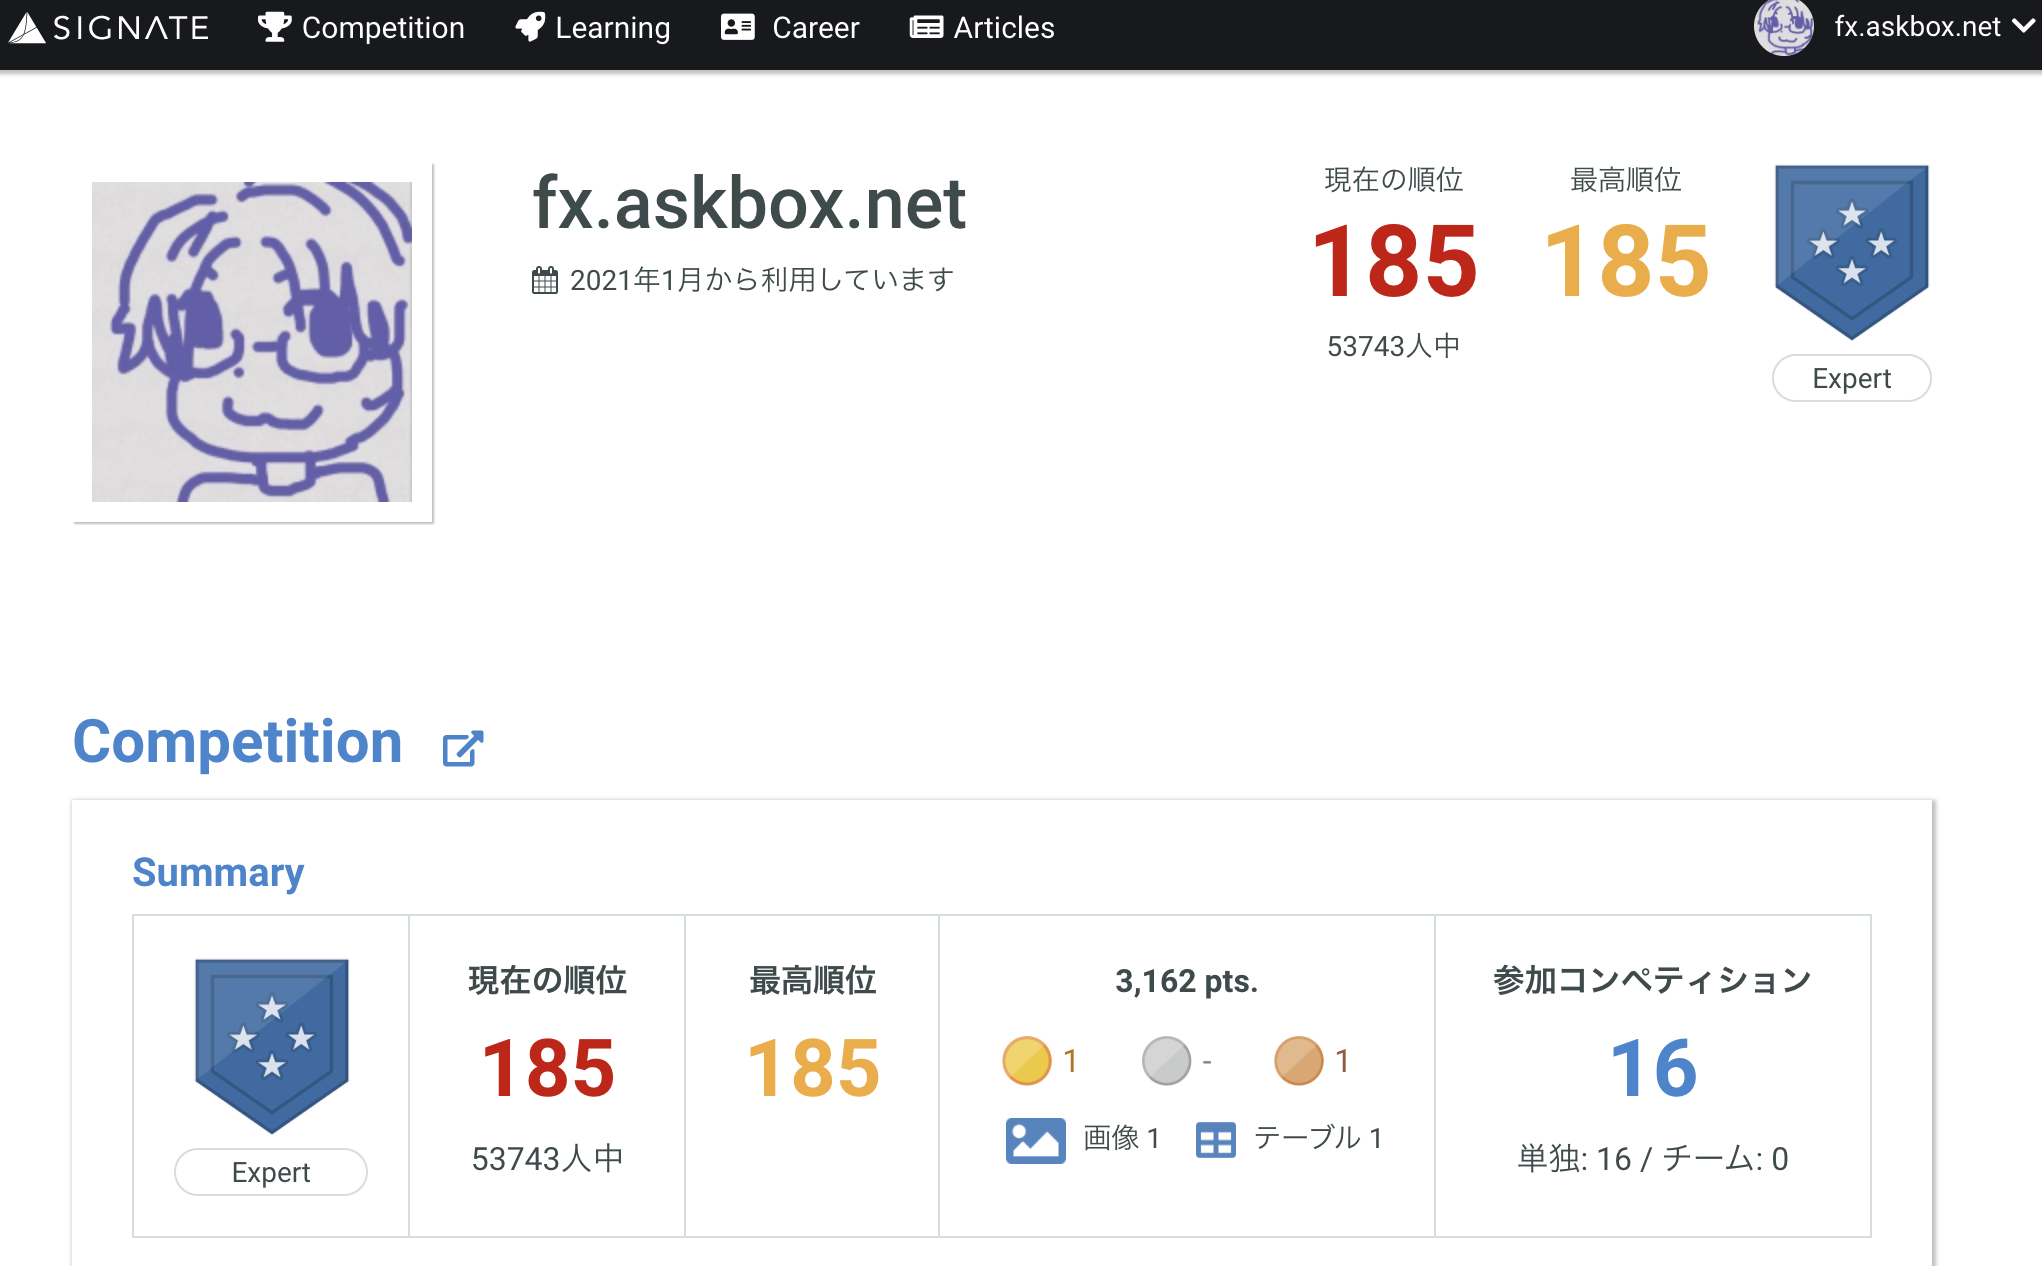 SIGNATE Competition Learning Career Articles fx.askbox.net
fx.askbox.net
2021年1月から利用しています
現在の順位 最高順位
185 185
53743人中
Expert
Competition
Summary
現在の順位 最高順位 3,162 pts. 参加コンペティション
185 185 1 - 1 16
画像 1 テーブル 1
Expert 53743人中 単独: 16 / チーム: 0